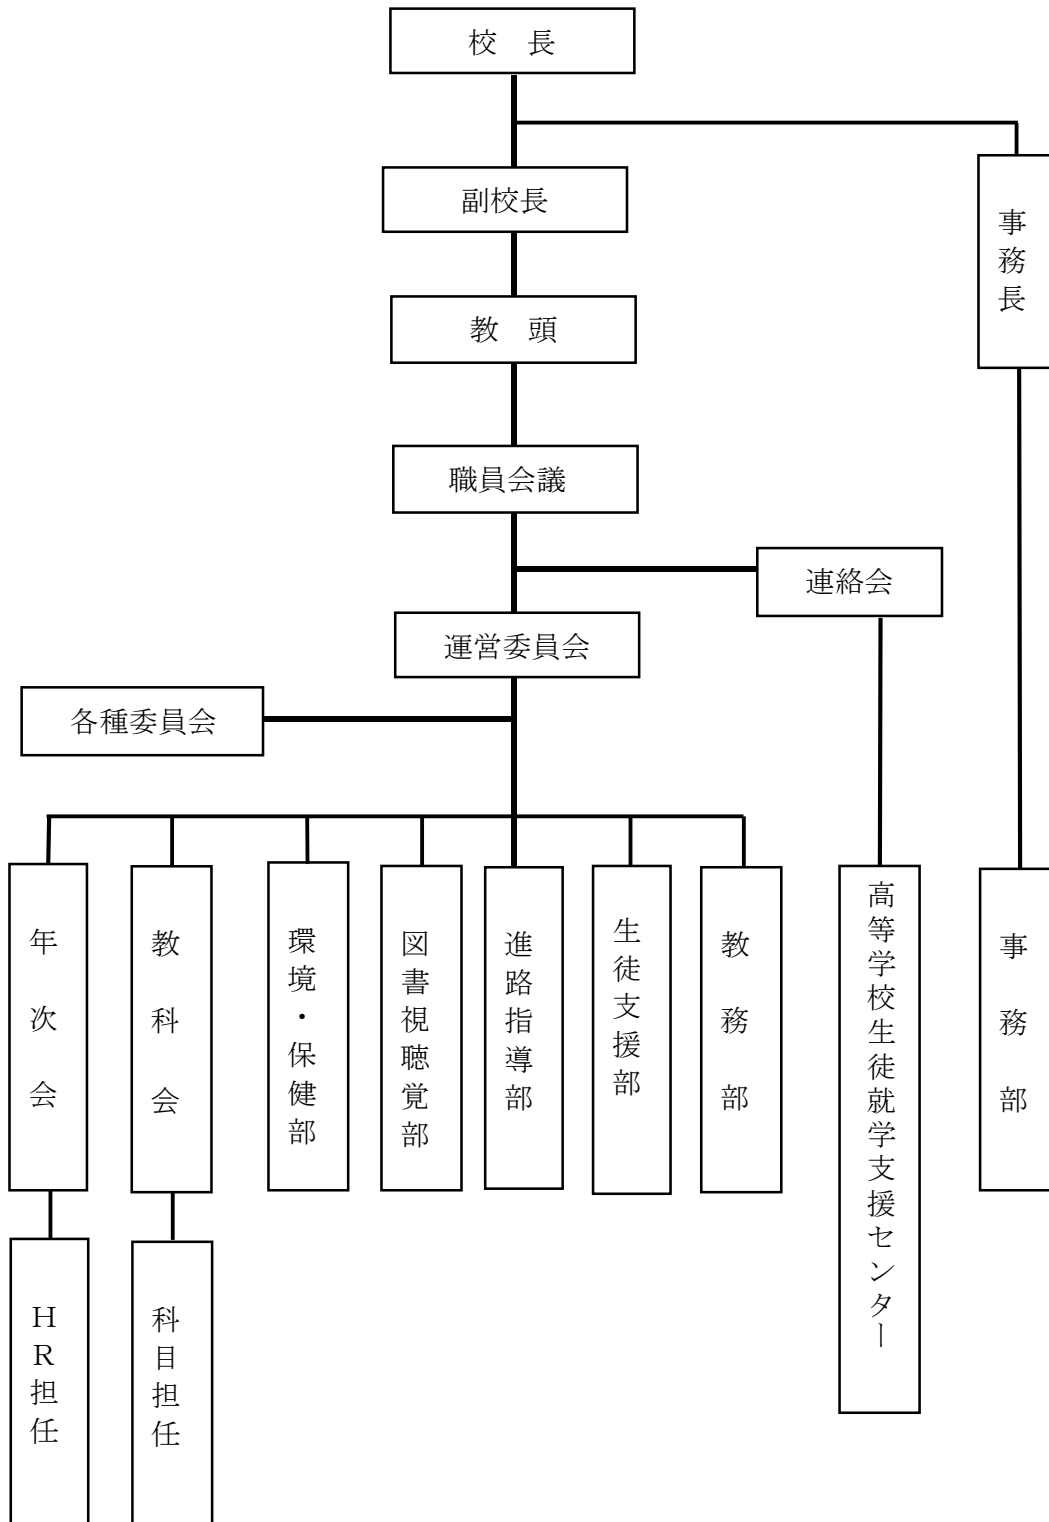 校　長
副校長
事務長
教　頭
職員会議
連絡会
運営委員会
各種委員会
年次会
教科会
環境・保健部
図書視聴覚部
進路指導部
生徒支援部
教務部
高等学校生徒就学支援センター
事務部
ＨＲ担任
科目担任